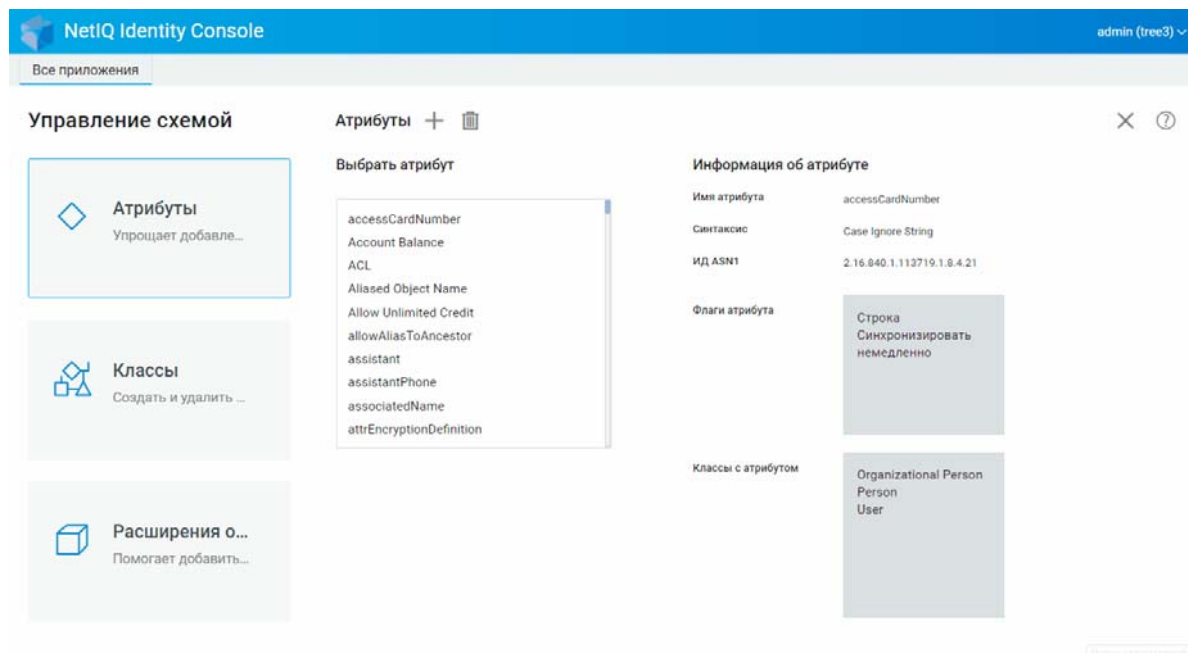 NetIQ Identity Console
admin (tree3)
Все приложения
Управление схемой
Атрибуты
Упрощает добавле...
Классы
Создать и удалить ...
Расширения о...
Помогает добавить...
Атрибуты
Выбрать атрибут
accessCardNumber
Account Balance
ACL
Aliased Object Name
Allow Unlimited Credit
allowAliasToAncestor
assistant
assistantPhone
associatedName
attrEncryptionDefinition
Информация об атрибуте
Имя атрибута accessCardNumber
Синтаксис Case Ignore String
ИД ASN1 2.16.840.1.113719.1.8.4.21
Флаги атрибута
Строка
Синхронизировать
немедленно
Классы с атрибутом
Organizational Person
Person
User